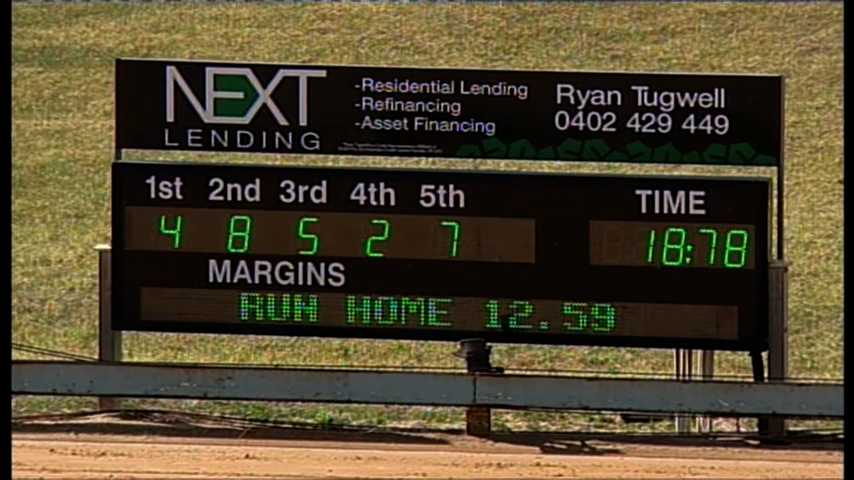 NEXT
LENDING
-Residential Lending
-Refinancing
-Asset Financing
Ryan Tugwell
0402 429 449
1st 2nd 3rd 4th 5th TIME
4 8 5 2 7 18:78
MARGINS
RUN HOME 12.59